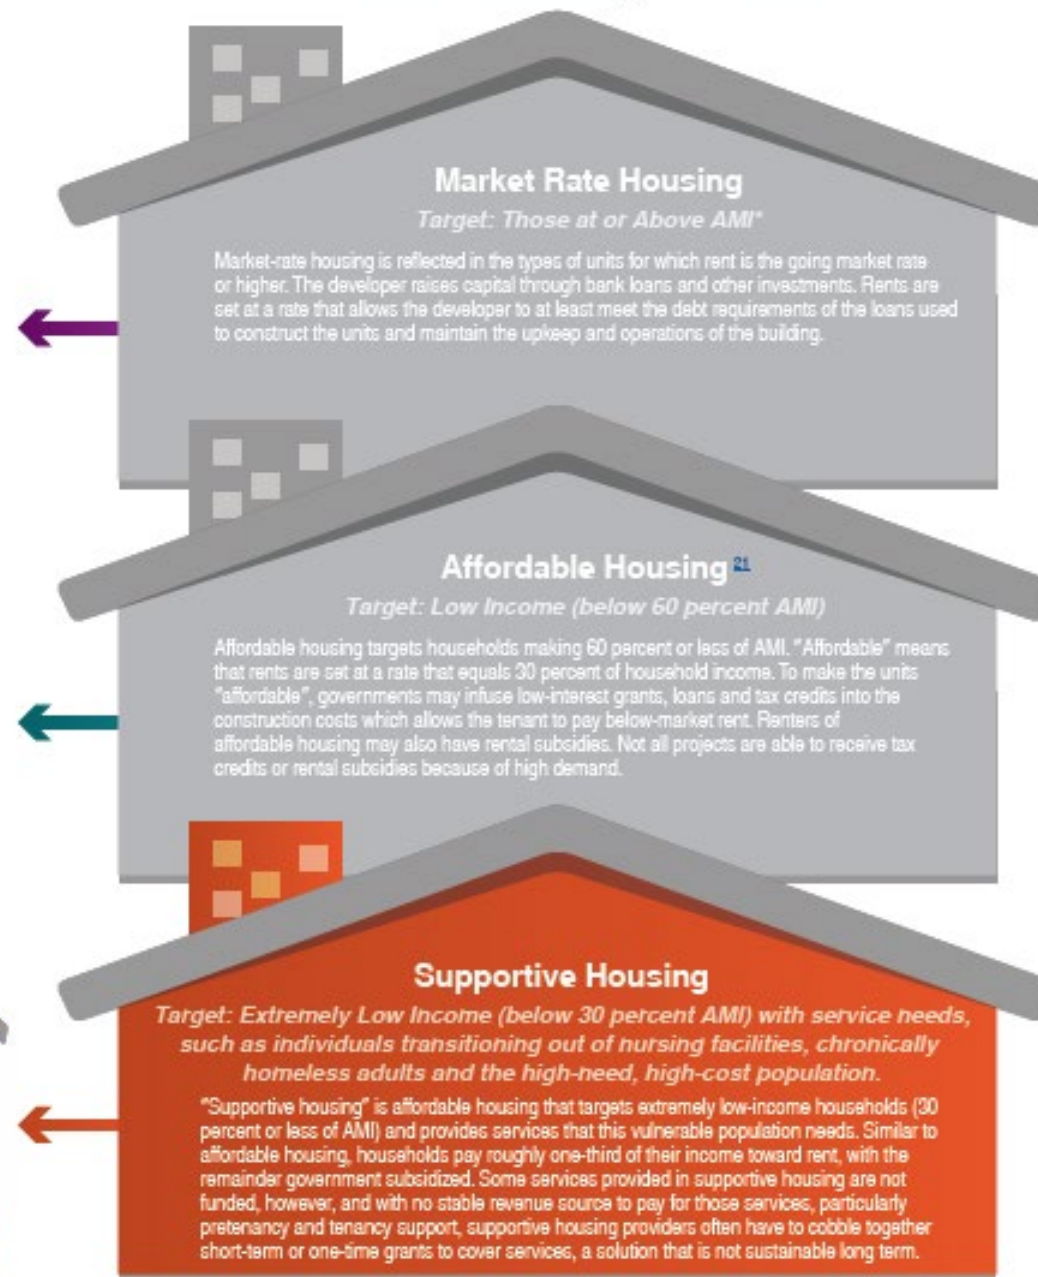 Market Rate Housing
Target: Those at or Above AMI*
Market-rate housing is reflected in the types of units for which rent is the going market rate
or higher. The developer raises capital through bank loans and other investments. Rents are
set at a rate that allows the developer to at least meet the debt requirements of the loans used
to construct the units and maintain the upkeep and operations of the building.
Affordable Housing 21
Target: Low Income (below 60 percent AMI)
Affordable housing targets households making 60 percent or less of AMI. "Affordable" means
that rents are set at a rate that equals 30 percent of household income. To make the units
"affordable", governments may infuse low-interest grants, loans and tax credits into the
construction costs which allows the tenant to pay below-market rent. Renters of
affordable housing may also have rental subsidies. Not all projects are able to receive tax
credits or rental subsidies because of high demand.
Supportive Housing
Target: Extremely Low Income (below 30 percent AMI) with service needs,
such as individuals transitioning out of nursing facilities, chronically
homeless adults and the high-need, high-cost population.
"Supportive housing" is affordable housing that targets extremely low-income households (30
percent or less of AMI) and provides services that this vulnerable population needs. Similar to
affordable housing, households pay roughly one-third of their income toward rent, with the
remainder government subsidized. Some services provided in supportive housing are not
funded, however, and with no stable revenue source to pay for those services, particularly
pretenancy and tenancy support, supportive housing providers often have to cobble together
short-term or one-time grants to cover services, a solution that is not sustainable long term.